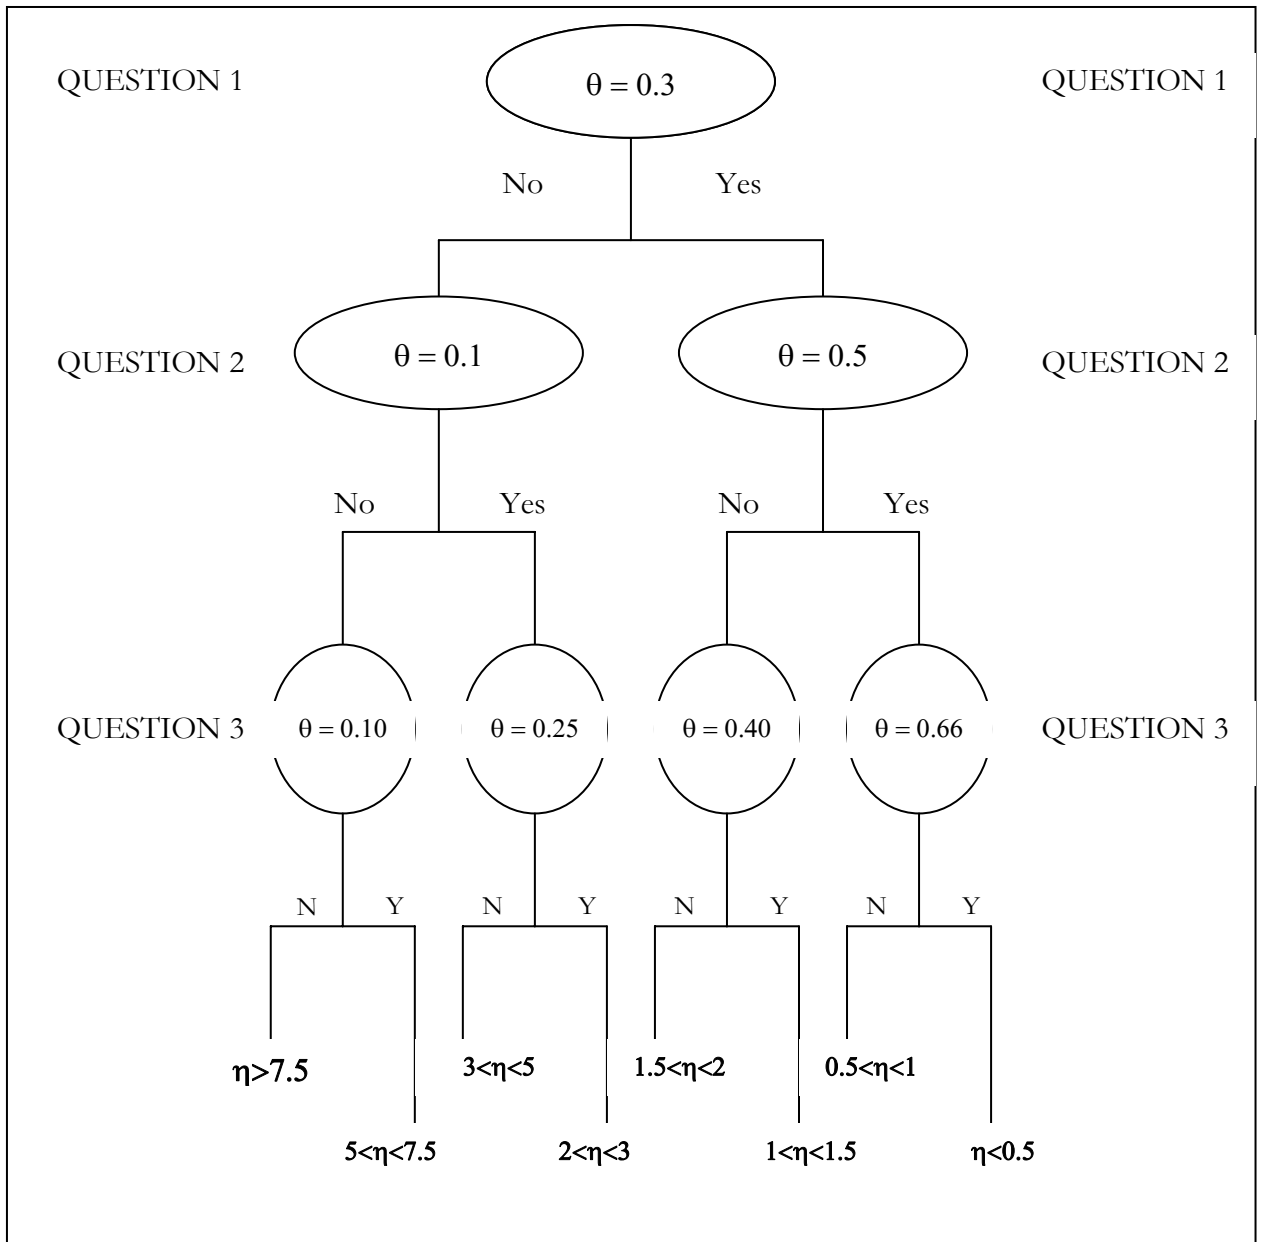 QUESTION 1 θ = 0.3 QUESTION 1
No Yes
QUESTION 2 θ = 0.1 θ = 0.5 QUESTION 2
No Yes No Yes
QUESTION 3 θ = 0.10 θ = 0.25 θ = 0.40 θ = 0.66 QUESTION 3
N Y N Y N Y N Y
η>7.5 3<η<5 1.5<η<2 0.5<η<1
5<η<7.5 2<η<3 1<η<1.5 η<0.5